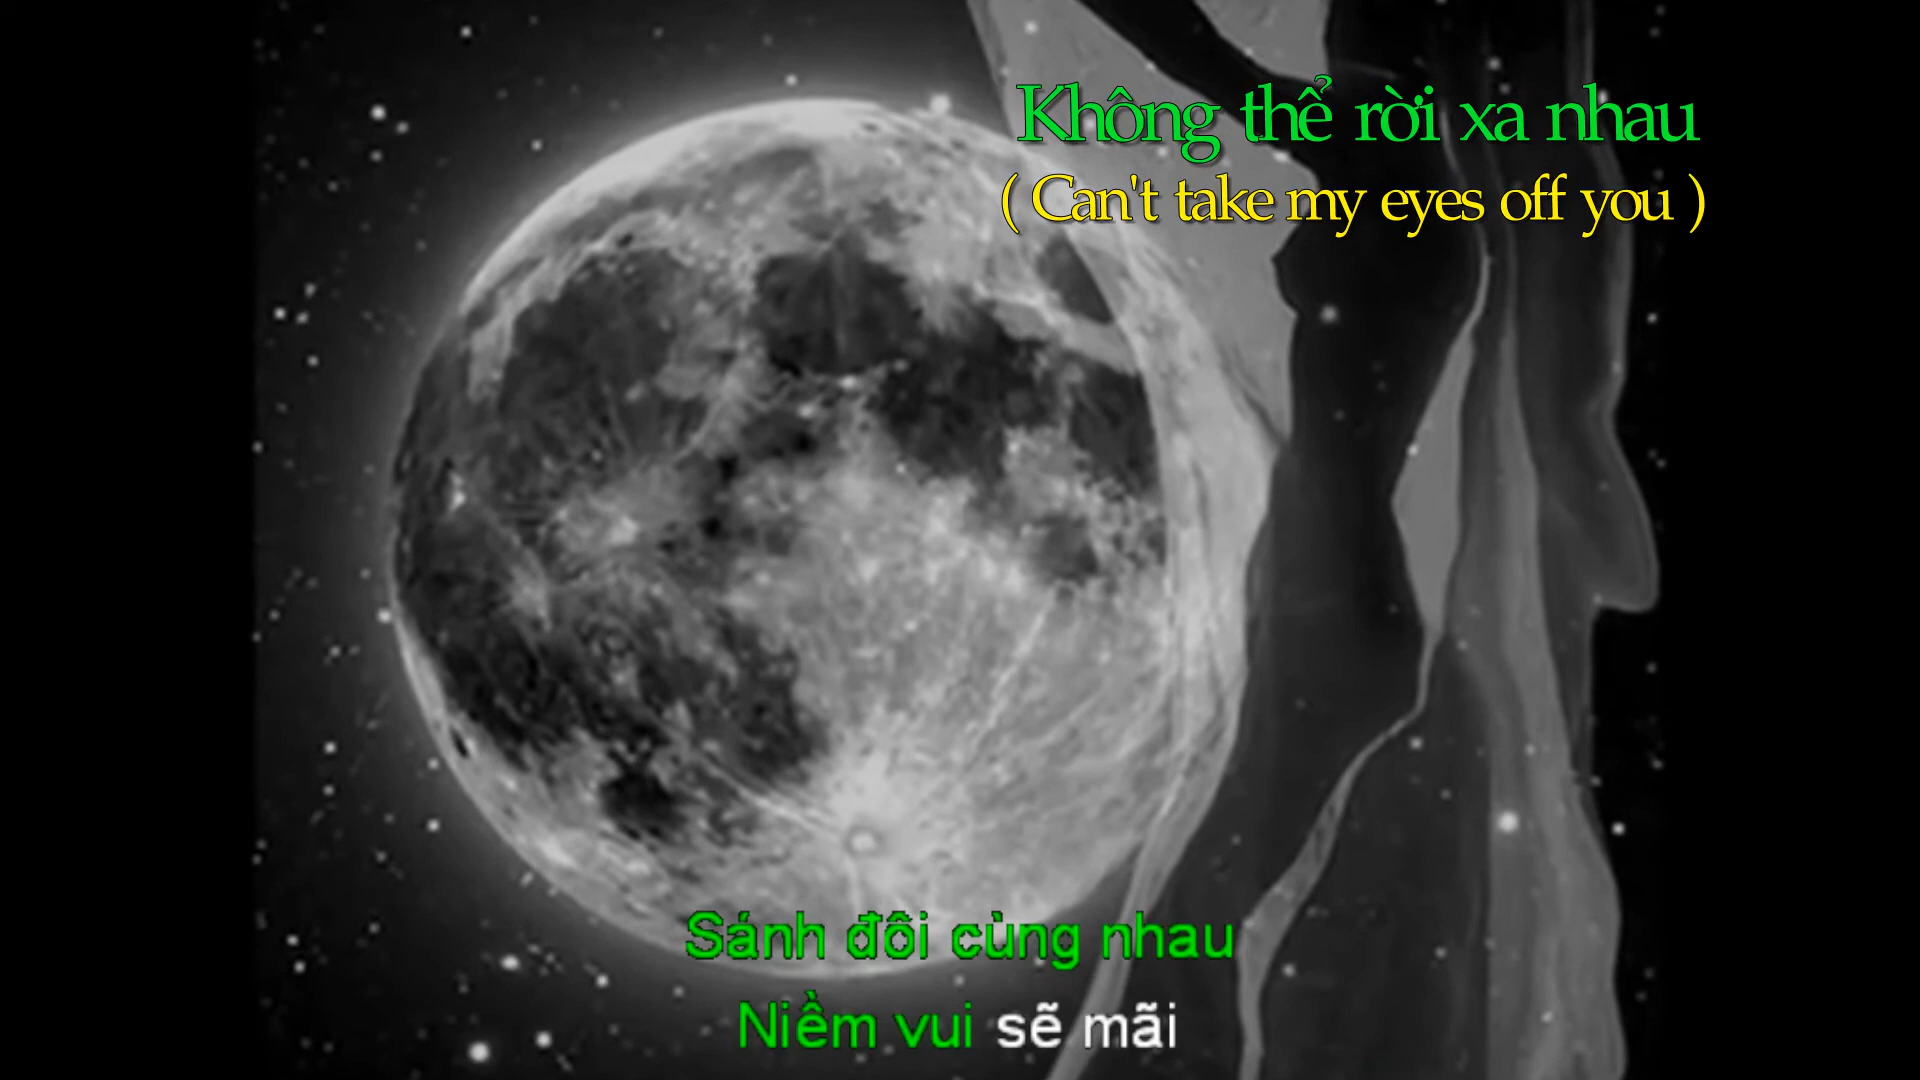 Không thể rời xa nhau
( Can't take my eyes off you )
Sánh đôi cùng nhau
Niềm vui sẽ mãi